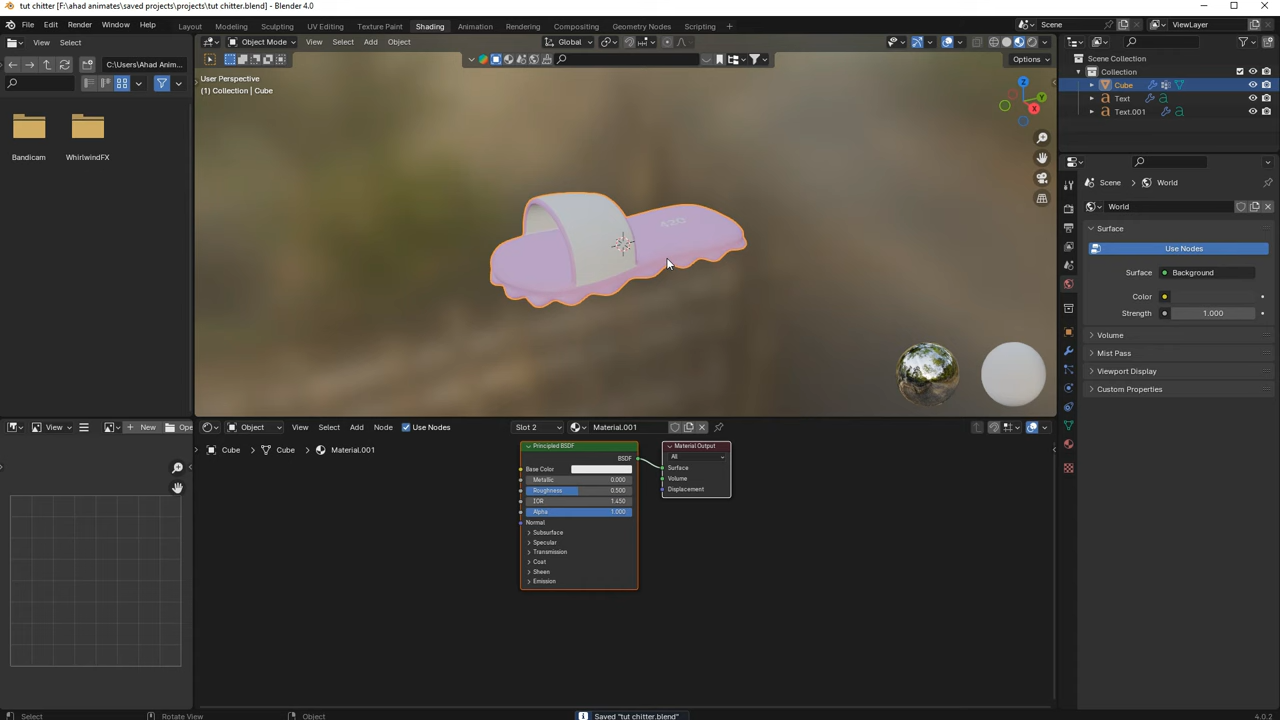 tut chitter.blend [F:\ahad animates\saved projects\projects\tut chitter.blend] - Blender 4.0
File Edit Render Window Help Layout Modeling Sculpting UV Editing Texture Paint Shading Animation Rendering Compositing Geometry Nodes Scripting Scene ViewLayer
View Select Object Mode View Select Add Object Global
C:\Users\Ahad Anim... Options
User Perspective
(1) Collection | Cube
Bandicam WhirlwindFX
Scene Collection
Collection
Cube
Text
Text.001
Scene World
World
Surface
Use Nodes
Surface Background
Color
Strength 1.000
Volume
Mist Pass
Viewport Display
Custom Properties
X
Y
Z
View New Ope Object View Select Add Node Use Nodes Slot 2 Material.001
Cube Cube Material.001
Principled BSDF
BSDF
Base Color
Metallic 0.000
Roughness 0.500
IOR 1.450
Alpha 1.000
Normal
Subsurface
Specular
Transmission
Coat
Sheen
Emission
Material Output
All
Surface
Volume
Displacement
Select Rotate View Object Saved "tut chitter.blend" 4.0.2